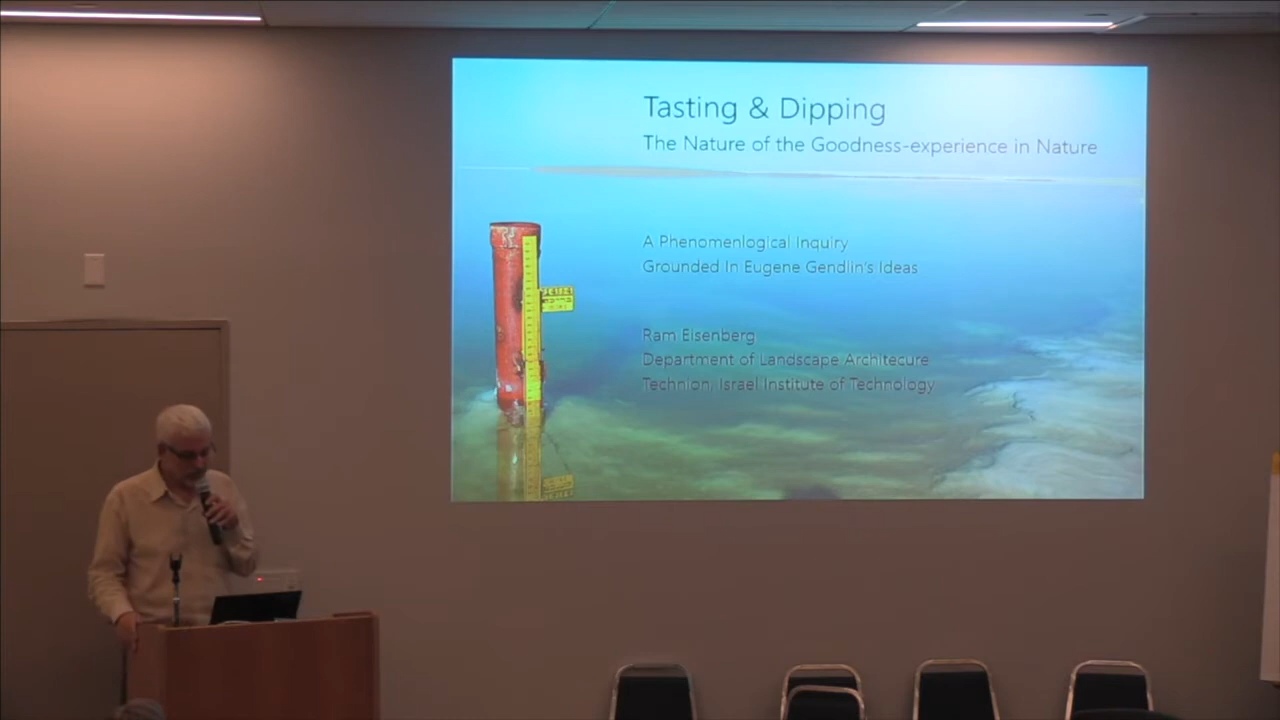 Tasting & Dipping
The Nature of the Goodness-experience in Nature
A Phenomenlogical Inquiry
Grounded In Eugene Gendlin's Ideas
Ram Eisenberg
Department of Landscape Architecure
Technion, Israel Institute of Technology